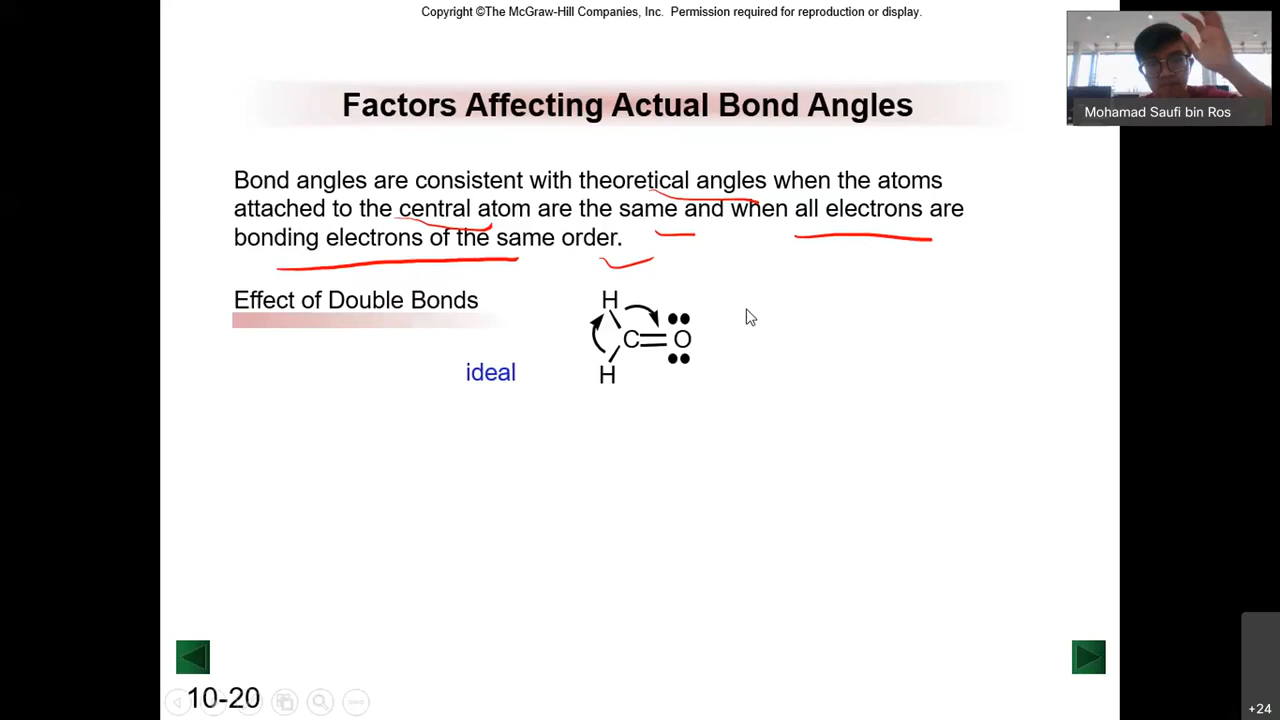 Copyright ©The McGraw-Hill Companies, Inc. Permission required for reproduction or display.
Mohamad Saufi bin Ros
Factors Affecting Actual Bond Angles
Bond angles are consistent with theoretical angles when the atoms
attached to the central atom are the same and when all electrons are
bonding electrons of the same order.
Effect of Double Bonds
H
C
O
H
ideal
10-20
+24